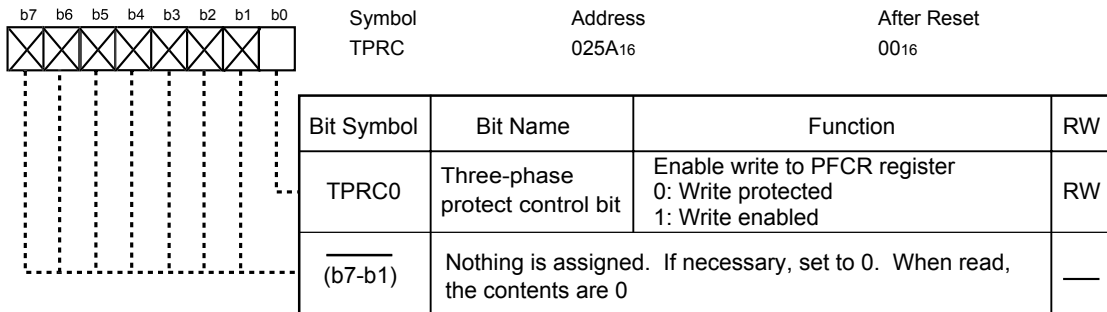 b7 b6 b5 b4 b3 b2 b1 b0
Symbol Address After Reset
TPRC 025A16 0016
Bit Symbol Bit Name Function RW
TPRC0 Three-phase protect control bit Enable write to PFCR register RW
0: Write protected
1: Write enabled
(b7-b1) Nothing is assigned. If necessary, set to 0. When read,
the contents are 0